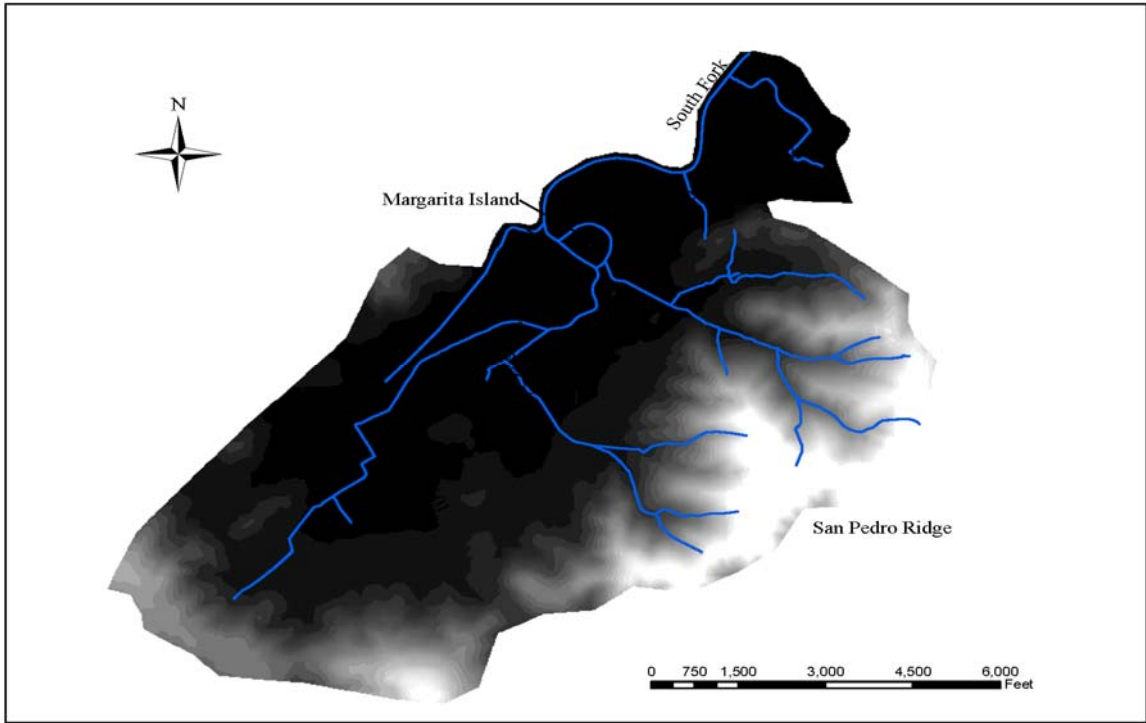 South Fork
N
Margarita Island
San Pedro Ridge
0 750 1,500 3,000 4,500 6,000
Feet